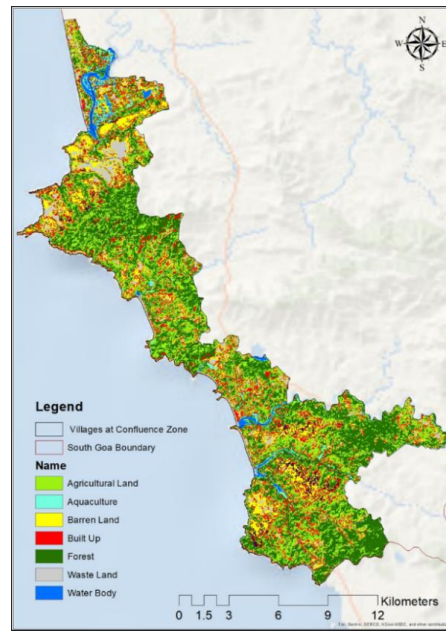 N
W E
S
Legend
Villages at Confluence Zone
South Goa Boundary
Name
Agricultural Land
Aquaculture
Barren Land
Built Up
Forest
Waste Land
Water Body
Kilometers
0 1.5 3 6 9 12